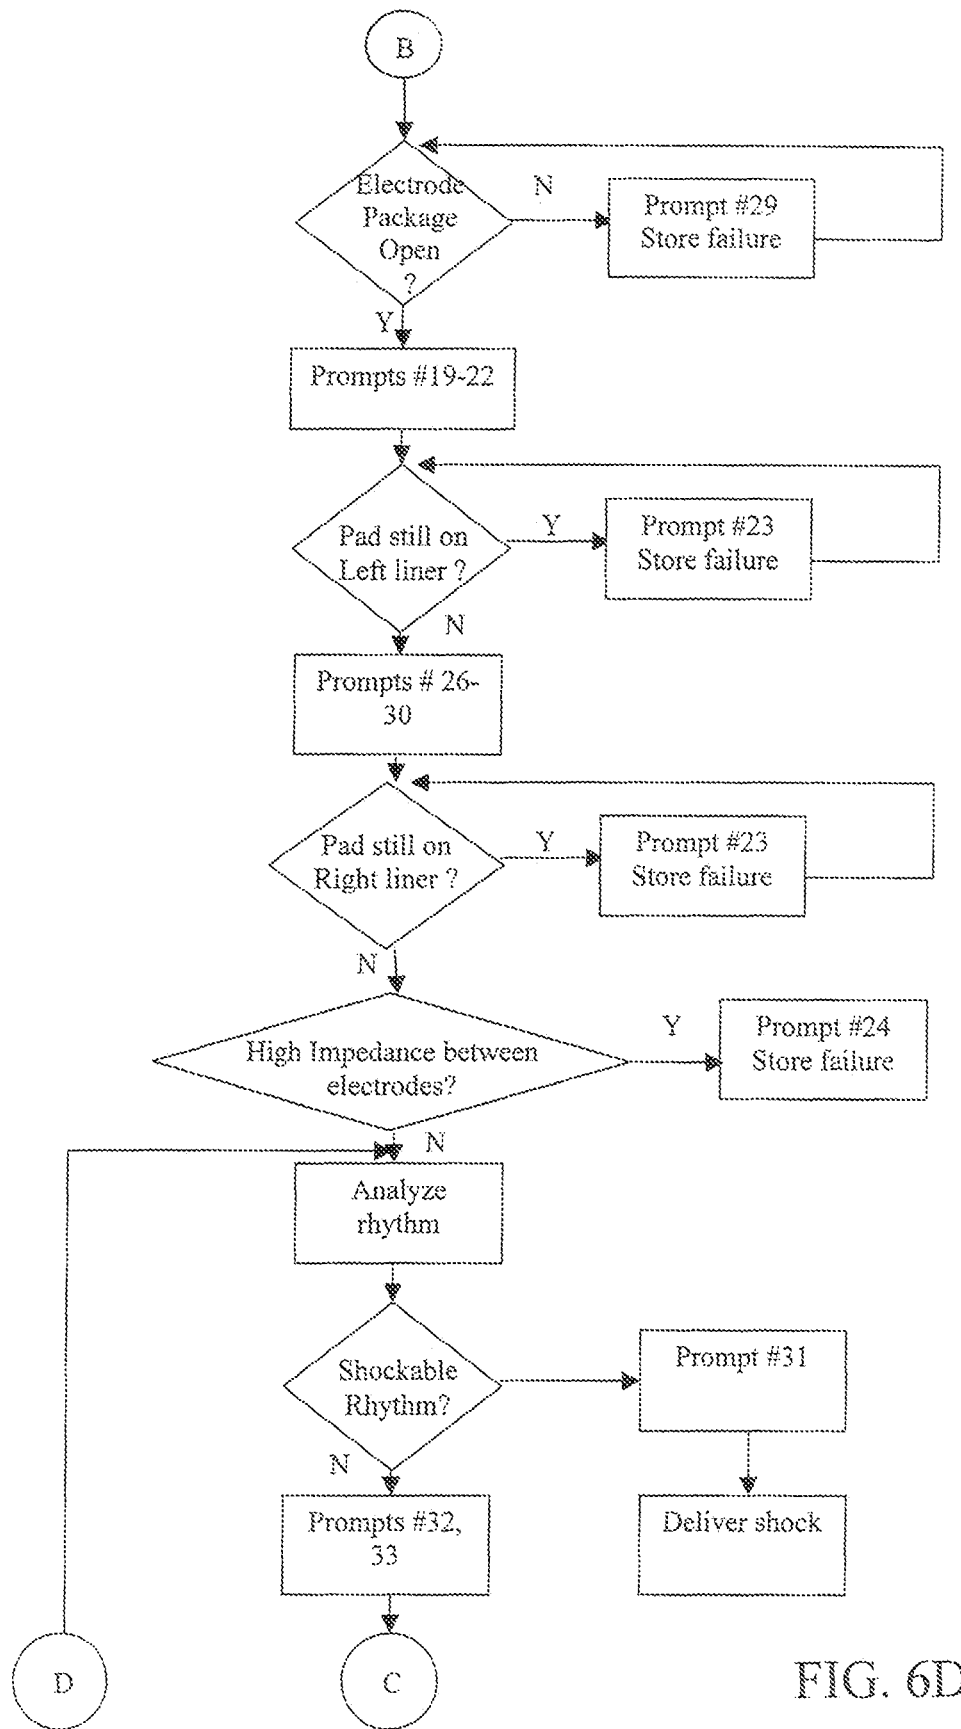 B
Electrode
Package
Open
?
N
Prompt #29
Store failure
Y
Prompts #19-22
Pad still on
Left liner ?
Y
Prompt #23
Store failure
N
Prompts # 26-
30
Pad still on
Right liner ?
Y
Prompt #23
Store failure
N
High Impedance between
electrodes?
Y
Prompt #24
Store failure
N
Analyze
rhythm
Shockable
Rhythm?
Prompt #31
N
Prompts #32,
33
Deliver shock
D
C
FIG. 6D